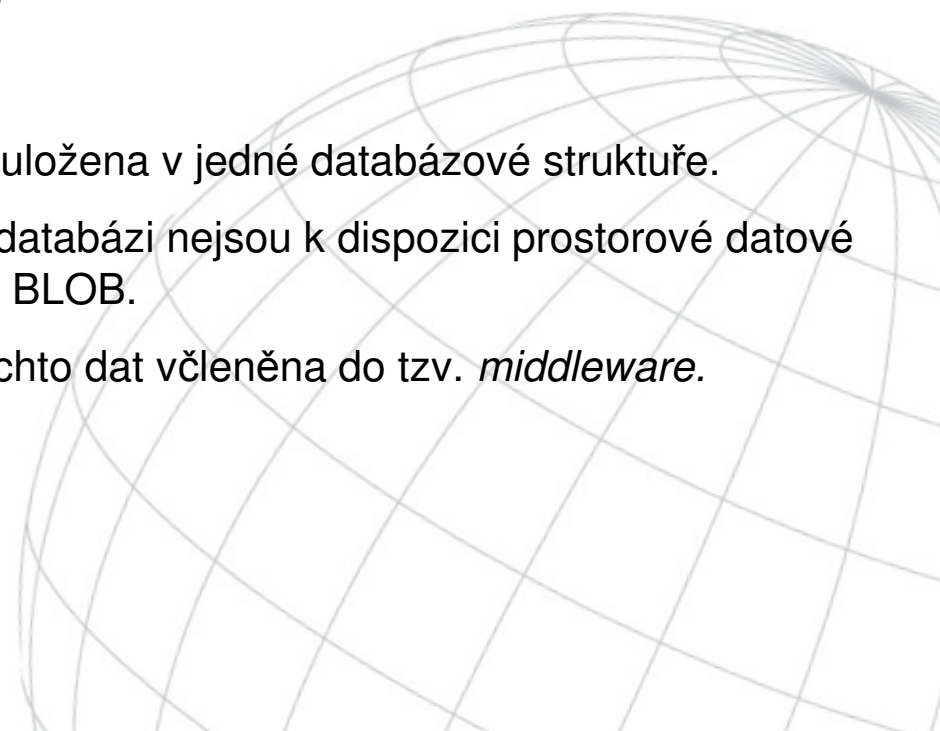 uložena v jedné databázové struktuře.
databázi nejsou k dispozici prostorové datové
BLOB.
chto dat včleněna do tzv. middleware.